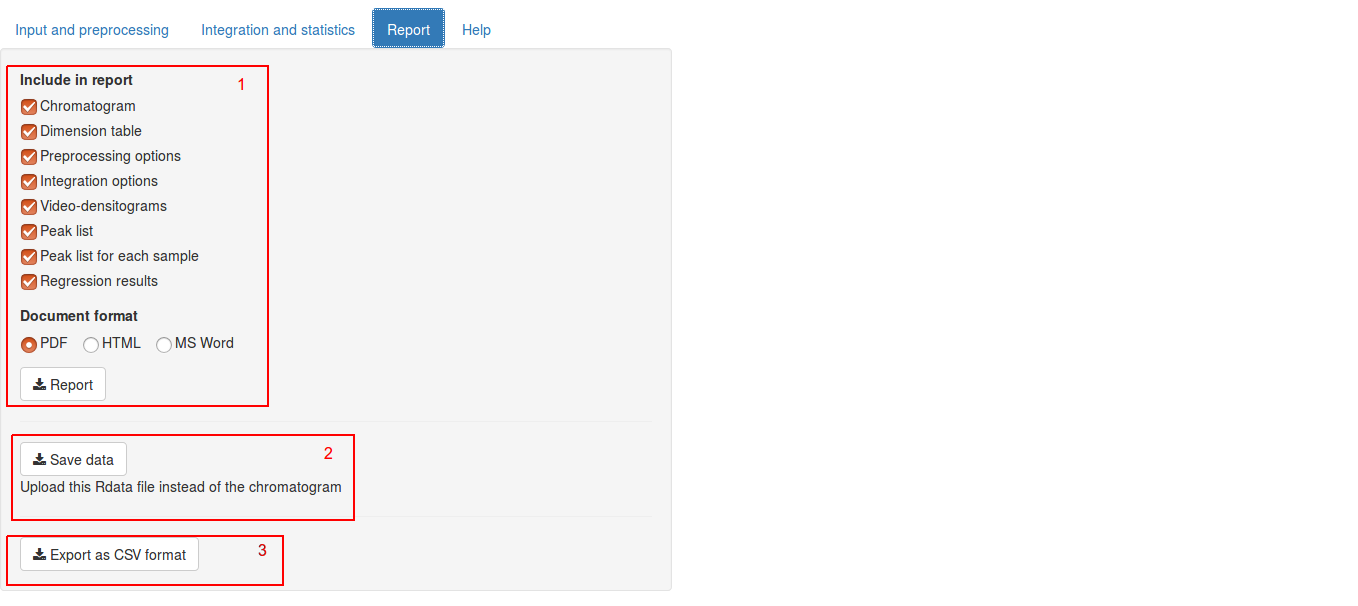 Input and preprocessing Integration and statistics Report Help
Include in report 1
Chromatogram
Dimension table
Preprocessing options
Integration options
Video-densitograms
Peak list
Peak list for each sample
Regression results
Document format
PDF HTML MS Word
Report
Save data 2
Upload this Rdata file instead of the chromatogram
Export as CSV format 3